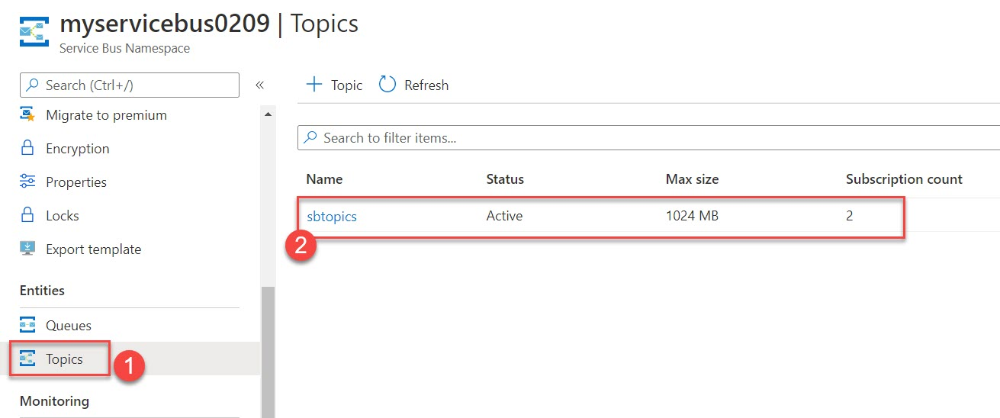 myservicebus0209 | Topics
Service Bus Namespace
Search (Ctrl+/)
«
Migrate to premium
Encryption
Properties
Locks
Export template
Entities
Queues
Topics
1
Monitoring
+ Topic Refresh
Search to filter items...
Name Status Max size Subscription count
sbtopics Active 1024 MB 2
2